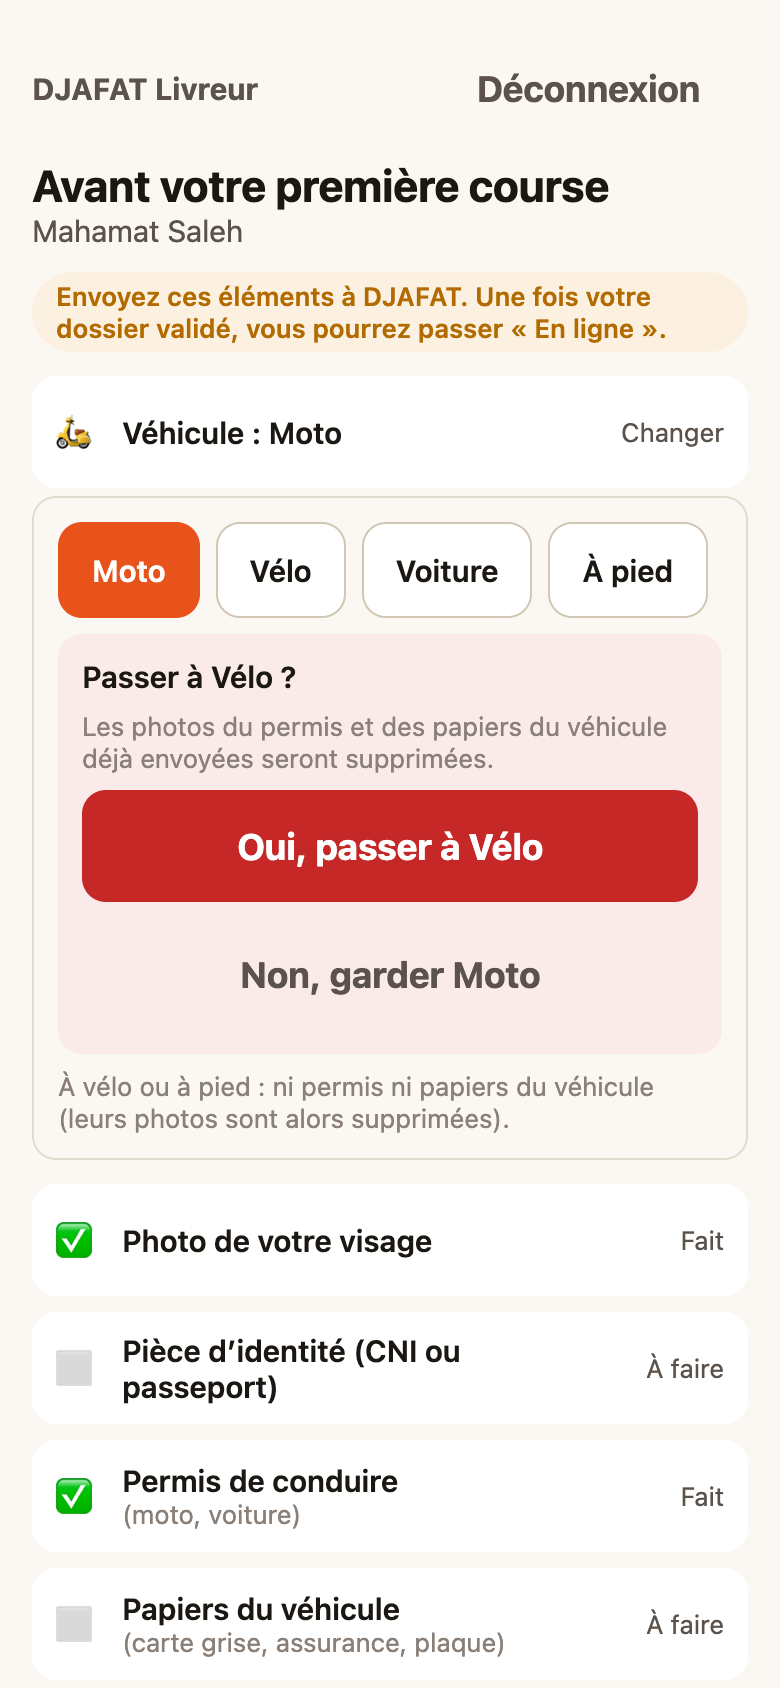 DJAFAT Livreur
Déconnexion
Avant votre première course
Mahamat Saleh
Envoyez ces éléments à DJAFAT. Une fois votre
dossier validé, vous pourrez passer « En ligne ».
Véhicule : Moto
Changer
Moto
Vélo
Voiture
À pied
Passer à Vélo ?
Les photos du permis et des papiers du véhicule
déjà envoyées seront supprimées.
Oui, passer à Vélo
Non, garder Moto
À vélo ou à pied : ni permis ni papiers du véhicule
(leurs photos sont alors supprimées).
Photo de votre visage
Fait
Pièce d’identité (CNI ou
passeport)
À faire
Permis de conduire
(moto, voiture)
Fait
Papiers du véhicule
(carte grise, assurance, plaque)
À faire